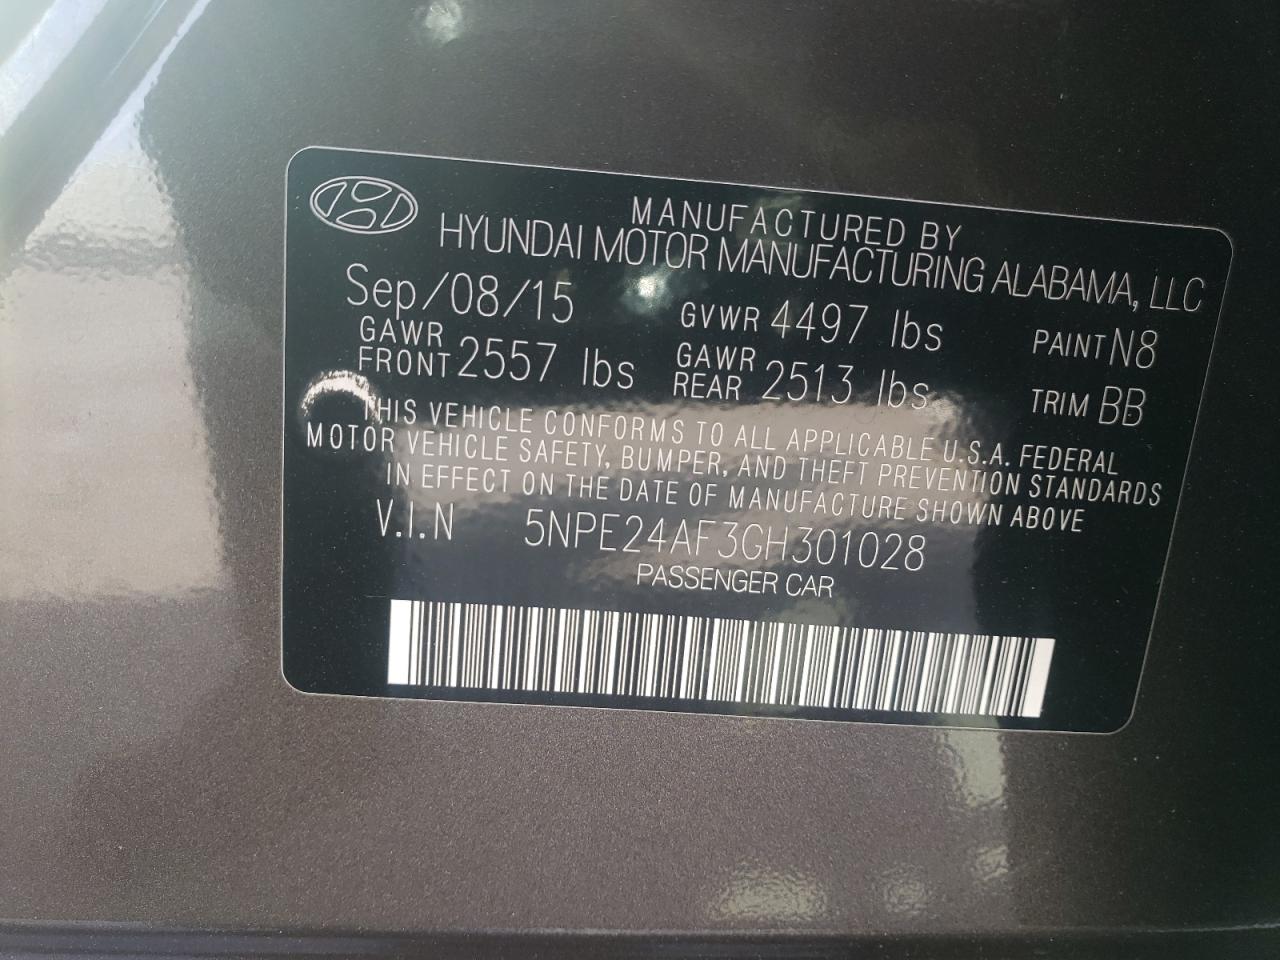 MANUFACTURED BY
HYUNDAI MOTOR MANUFACTURING ALABAMA, LLC
Sep/08/15 GVWR 4497 lbs PAINT N8
GAWR FRONT 2557 lbs GAWR REAR 2513 lbs TRIM BB
THIS VEHICLE CONFORMS TO ALL APPLICABLE U.S.A. FEDERAL
MOTOR VEHICLE SAFETY, BUMPER, AND THEFT PREVENTION STANDARDS
IN EFFECT ON THE DATE OF MANUFACTURE SHOWN ABOVE
V.I.N 5NPE24AF3GH301028
PASSENGER CAR